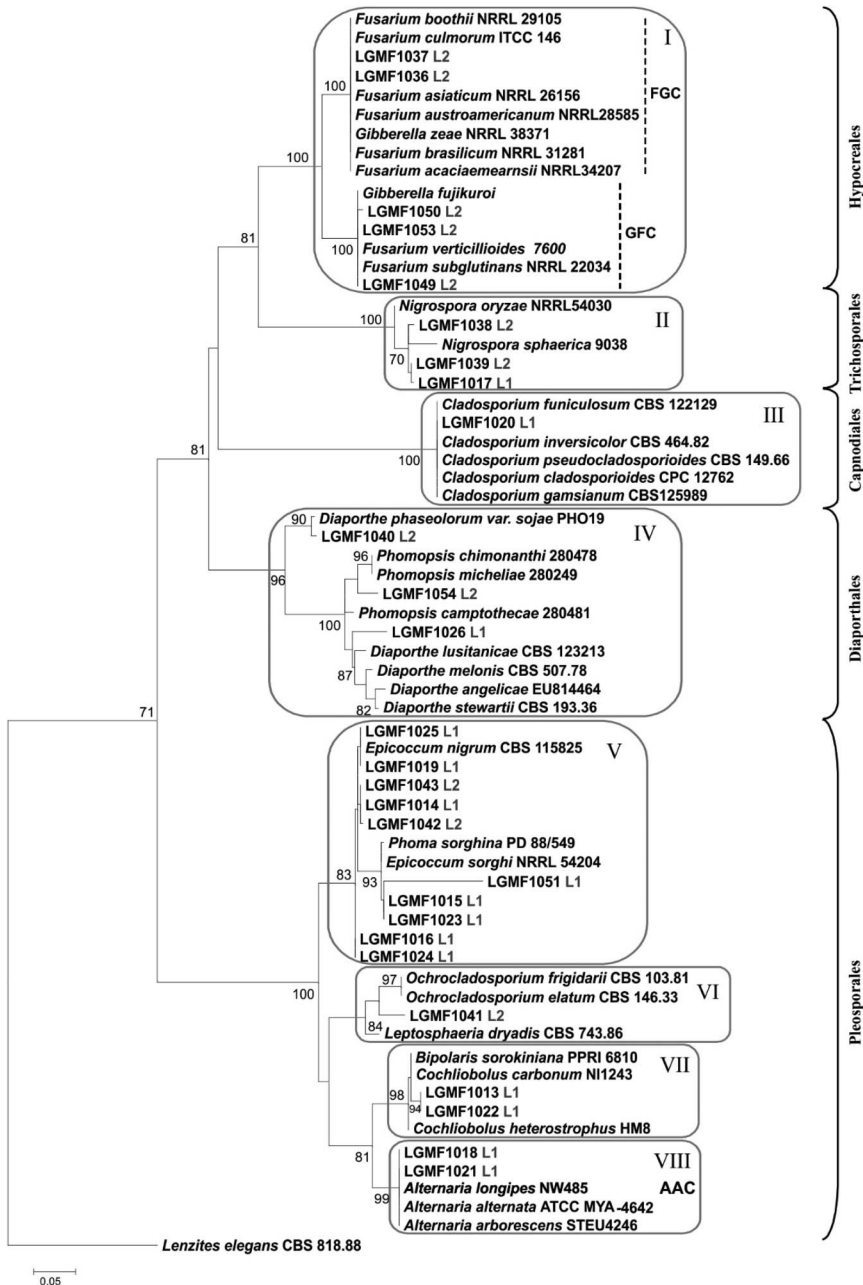 Fusarium boothii NRRL 29105
I
Fusarium culmorum ITCC 146
LGMF1037 L2
LGMF1036 L2
100
Fusarium asiaticum NRRL 26156
FGC
Fusarium austroamericanum NRRL28585
Gibberella zeae NRRL 38371
Fusarium brasilicum NRRL 31281
100
Fusarium acaciaemearnsii NRRL34207
Hypocreales
Gibberella fujikuroi
LGMF1050 L2
LGMF1053 L2
GFC
81
100
Fusarium verticillioides 7600
Fusarium subglutinans NRRL 22034
LGMF1049 L2
Nigrospora oryzae NRRL54030
II
100
LGMF1038 L2
Nigrospora sphaerica 9038
70
LGMF1039 L2
LGMF1017 L1
Trichosporales
Cladosporium funiculosum CBS 122129
III
LGMF1020 L1
Cladosporium inversicolor CBS 464.82
81
100
Cladosporium pseudocladosporioides CBS 149.66
Cladosporium cladosporioides CPC 12762
Cladosporium gamsianum CBS125989
Capnodiales
90
Diaporthe phaseolorum var. sojae PHO19
IV
LGMF1040 L2
96
Phomopsis chimonanthi 280478
96
Phomopsis micheliae 280249
LGMF1054 L2
100
Phomopsis camptothecae 280481
LGMF1026 L1
Diaporthe lusitanicae CBS 123213
87
Diaporthe melonis CBS 507.78
Diaporthe angelicae EU814464
82
Diaporthe stewartii CBS 193.36
Diaporthales
71
LGMF1025 L1
V
Epicoccum nigrum CBS 115825
LGMF1019 L1
LGMF1043 L2
LGMF1014 L1
LGMF1042 L2
Phoma sorghina PD 88/549
Epicoccum sorghi NRRL 54204
83
93
LGMF1051 L1
LGMF1015 L1
LGMF1023 L1
LGMF1016 L1
LGMF1024 L1
100
97
Ochrocladosporium frigidarii CBS 103.81
VI
Ochrocladosporium elatum CBS 146.33
LGMF1041 L2
84
Leptosphaeria dryadis CBS 743.86
Pleosporales
Bipolaris sorokiniana PPRI 6810
VII
Cochliobolus carbonum NI1243
98
LGMF1013 L1
94
LGMF1022 L1
Cochliobolus heterostrophus HM8
81
LGMF1018 L1
VIII
LGMF1021 L1
99
Alternaria longipes NW485
AAC
Alternaria alternata ATCC MYA-4642
Alternaria arborescens STEU4246
Lenzites elegans CBS 818.88
0.05